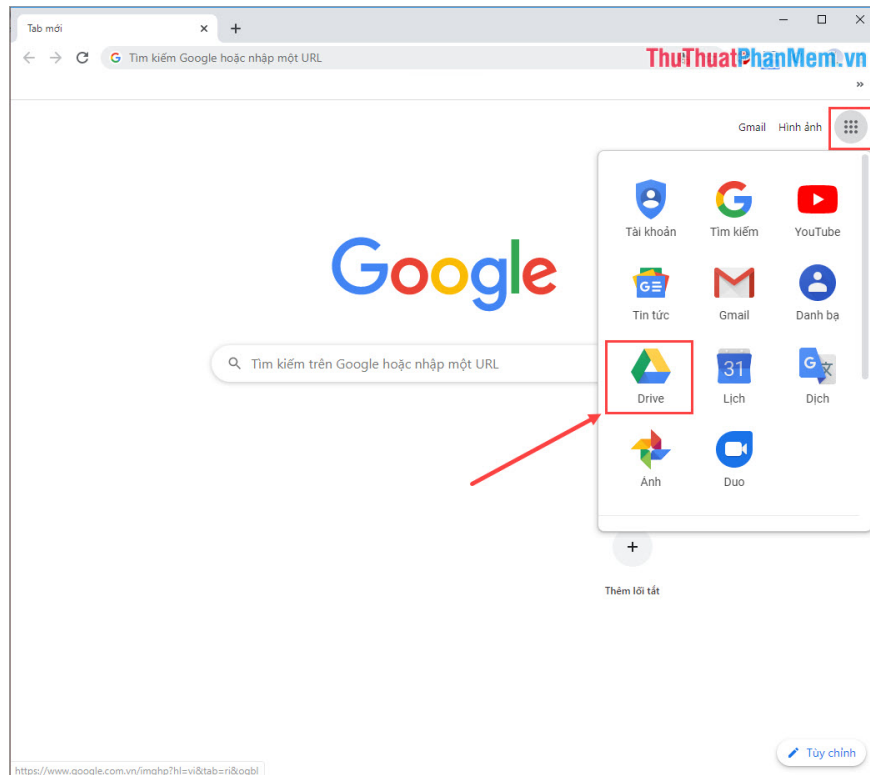 Tab mới
Tìm kiếm Google hoặc nhập một URL
ThuThuatPhanMem.vn
Gmail Hình ảnh
Tài khoản Tìm kiếm YouTube
Google
GE
Tin tức Gmail Danh bạ
Tìm kiếm trên Google hoặc nhập một URL
31 G
Drive Lịch Dịch
Ảnh Duo
Thêm lối tắt
Tùy chỉnh
https://www.google.com.vn/imghp?hl=vi&tab=ri&ogbl